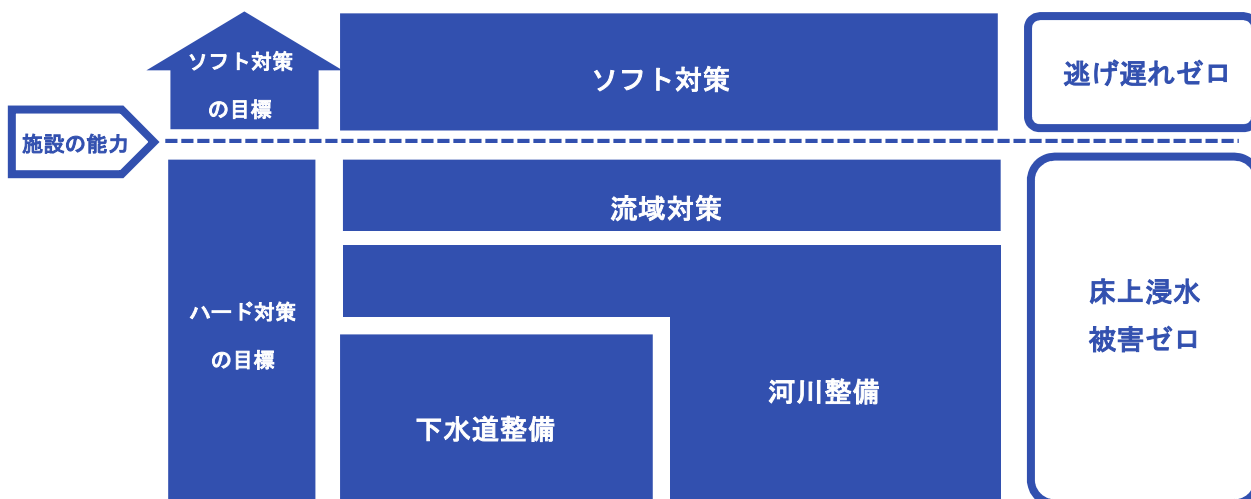 ソフト対策
の目標
ソフト対策
逃げ遅れゼロ
施設の能力
流域対策
ハード対策
の目標
床上浸水
被害ゼロ
河川整備
下水道整備